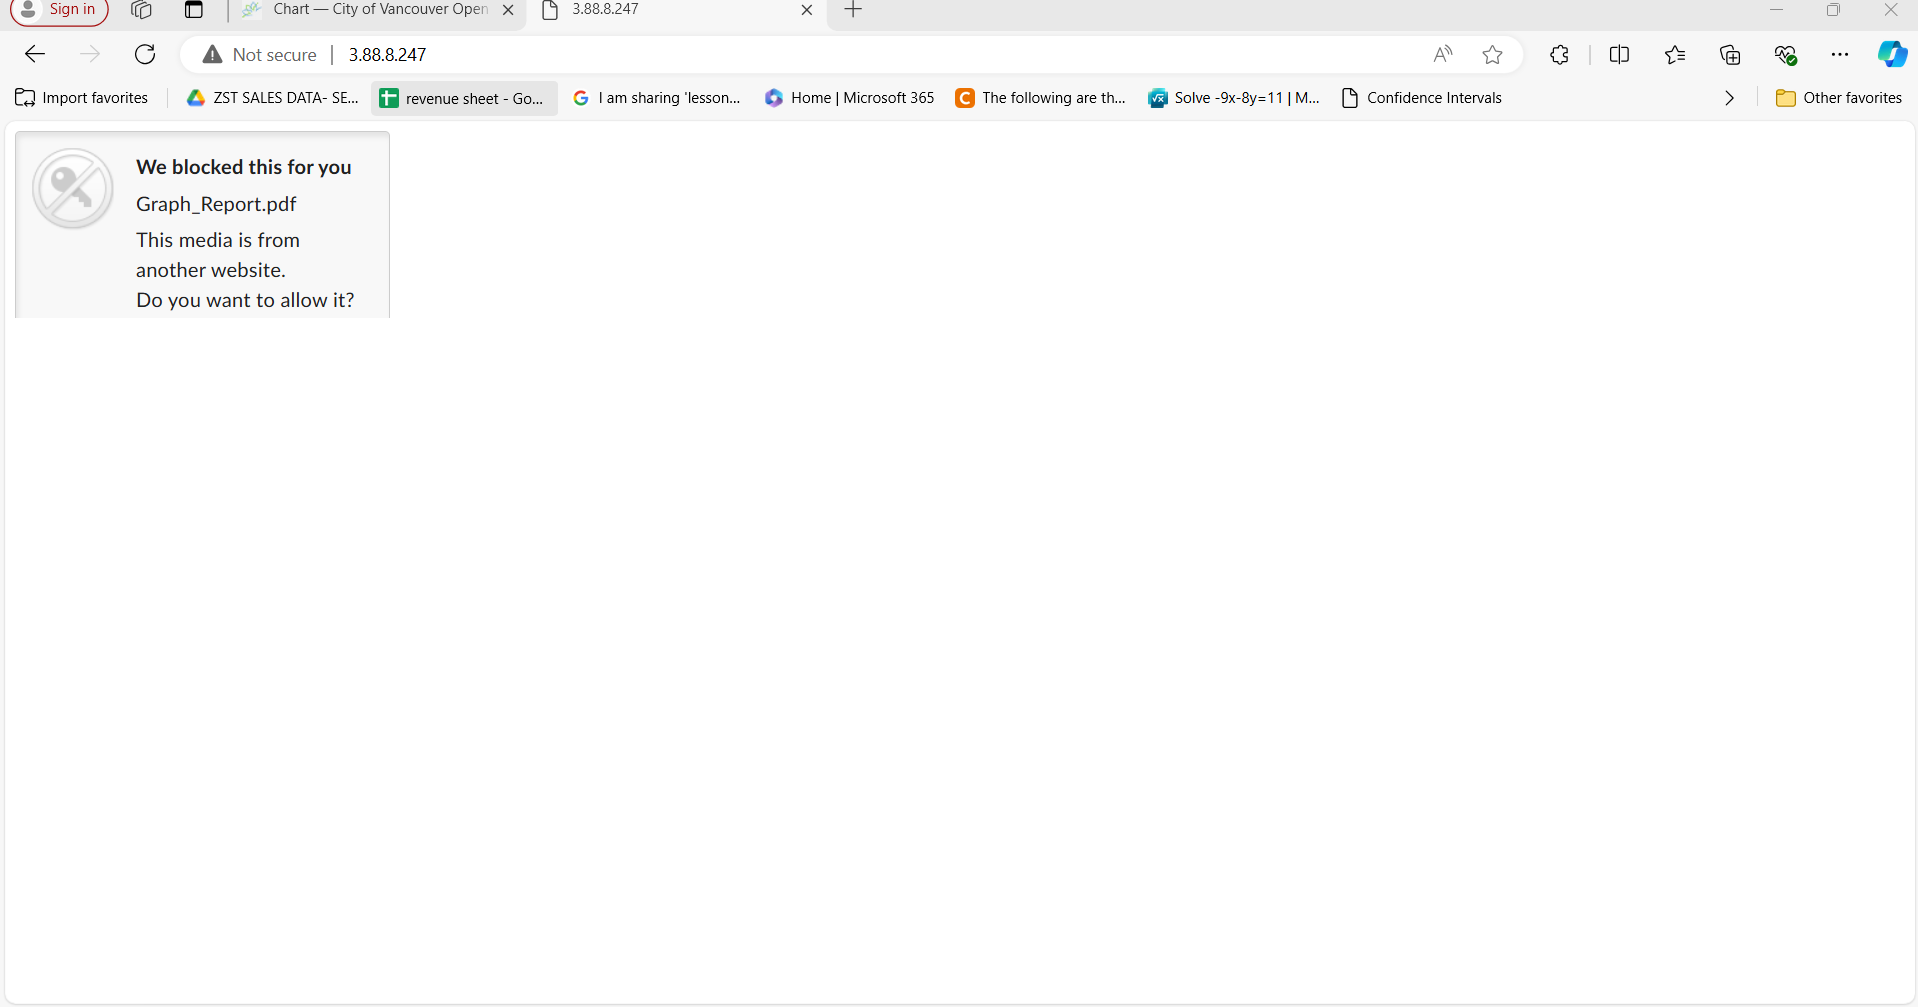 Sign in
Chart — City of Vancouver Open
3.88.8.247
Not secure
3.88.8.247
Import favorites
ZST SALES DATA- SE...
revenue sheet - Go...
I am sharing 'lesson...
Home | Microsoft 365
The following are th...
Solve -9x-8y=11 | M...
Confidence Intervals
Other favorites
We blocked this for you
Graph_Report.pdf
This media is from
another website.
Do you want to allow it?